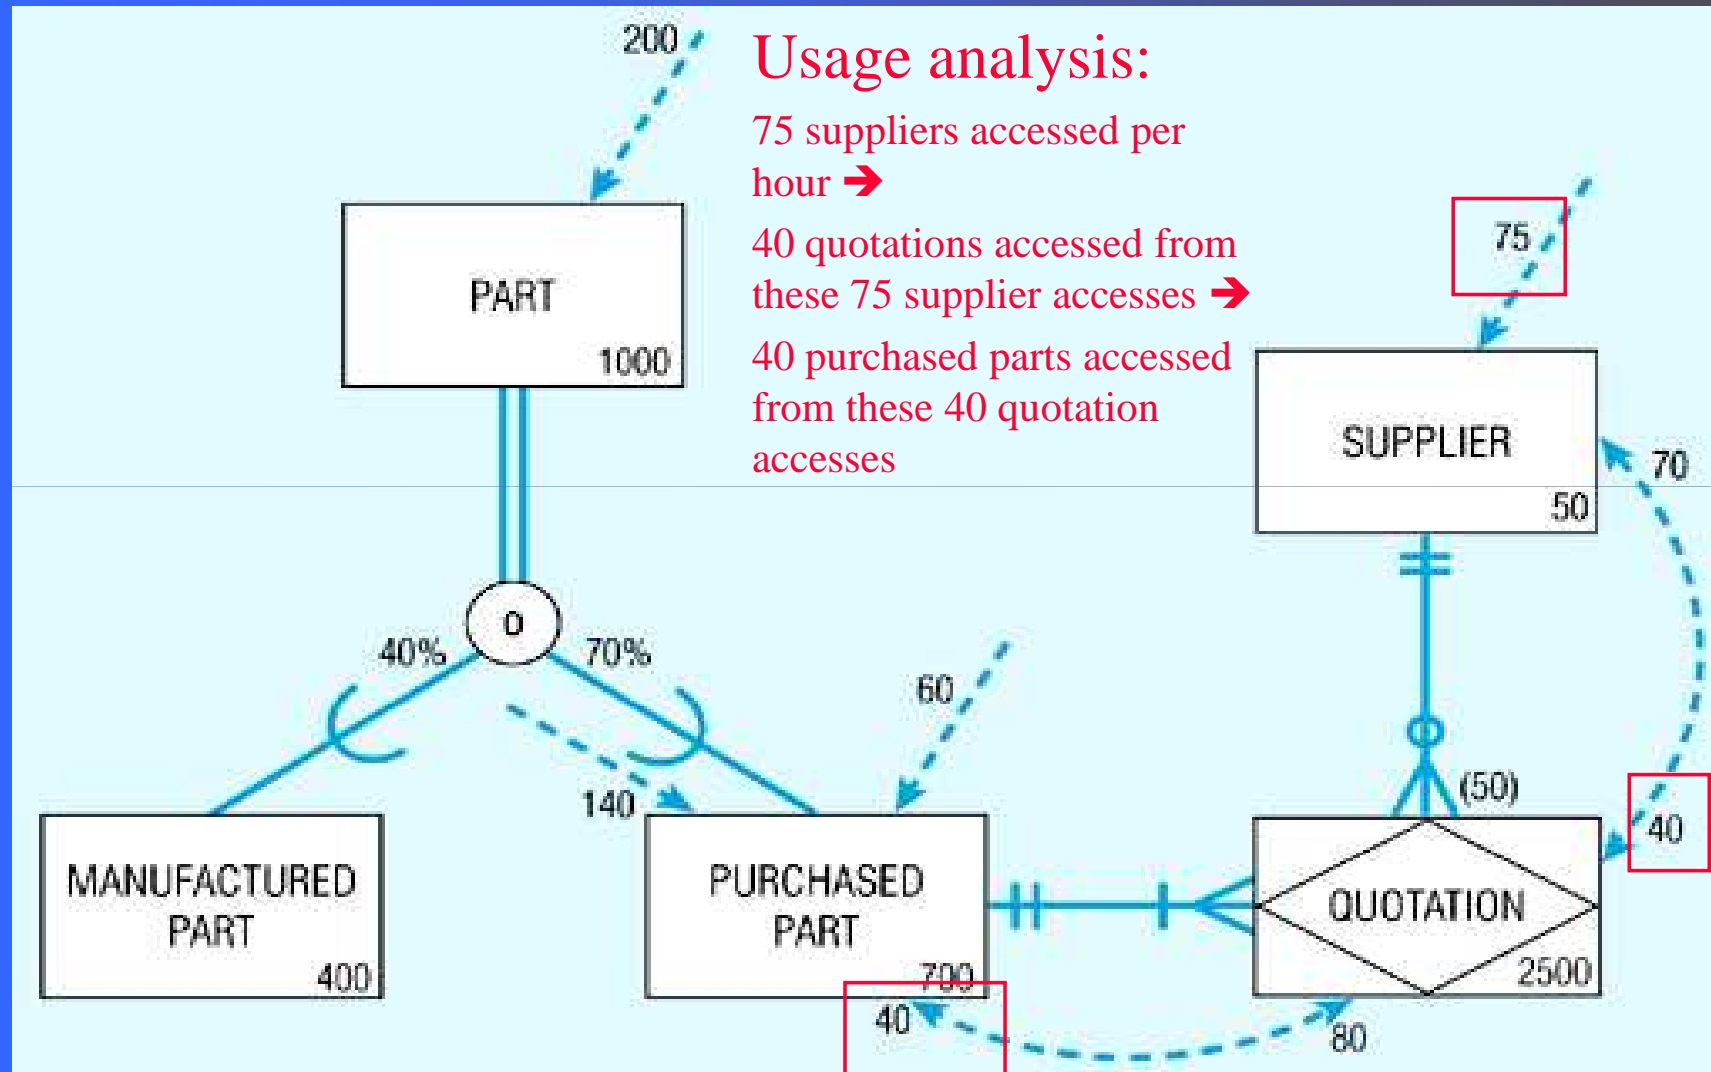 200
Usage analysis:
75 suppliers accessed per
hour ➔
40 quotations accessed from
these 75 supplier accesses ➔
40 purchased parts accessed
from these 40 quotation
accesses
75
PART
1000
SUPPLIER
50
70
O
40%
70%
60
140
(50)
40
MANUFACTURED
PART
400
PURCHASED
PART
700
QUOTATION
2500
40
80